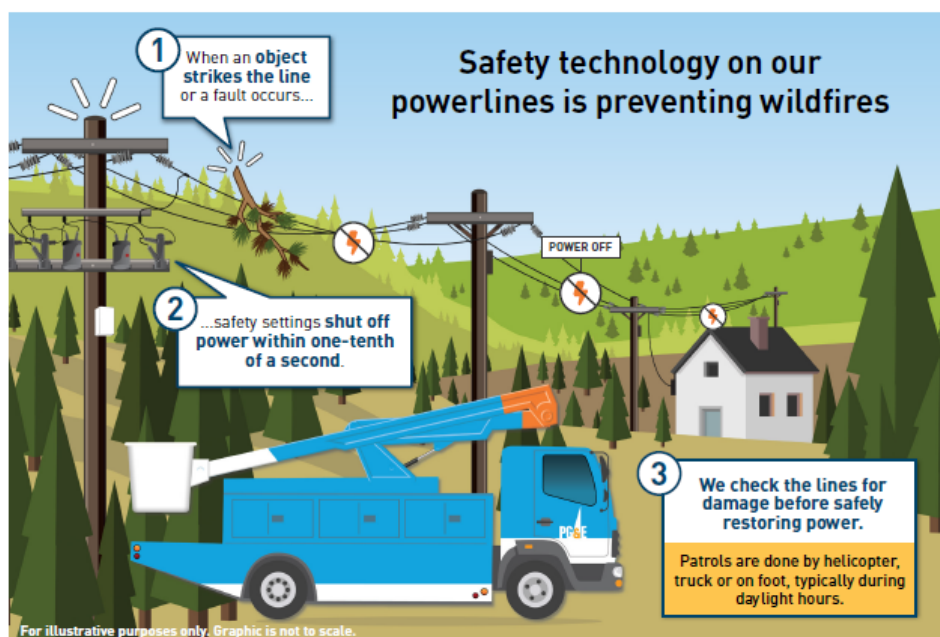 Safety technology on our
powerlines is preventing wildfires
1
When an object
strikes the line
or a fault occurs...
2
...safety settings shut off
power within one-tenth
of a second.
POWER OFF
PG&E
3
We check the lines for
damage before safely
restoring power.
Patrols are done by helicopter,
truck or on foot, typically during
daylight hours.
For illustrative purposes only. Graphic is not to scale.